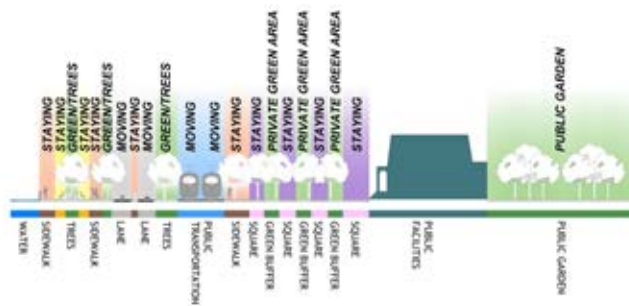 STAYING
STAYING
GREEN/TREES
STAYING
STAYING
GREEN/TREES
MOVING
STAYING
MOVING
GREEN/TREES
MOVING
MOVING
STAYING
STAYING
PRIVATE GREEN AREA
STAYING
PRIVATE GREEN AREA
STAYING
PRIVATE GREEN AREA
STAYING
PUBLIC GARDEN
WATER
SIDEWALK
TREES
SIDEWALK
LANE
LANE
TREES
PUBLIC
TRANSPORTATION
SIDEWALK
SQUARE
GREEN BUFFER
SQUARE
GREEN BUFFER
SQUARE
GREEN BUFFER
SQUARE
PUBLIC
FACILITIES
PUBLIC GARDEN